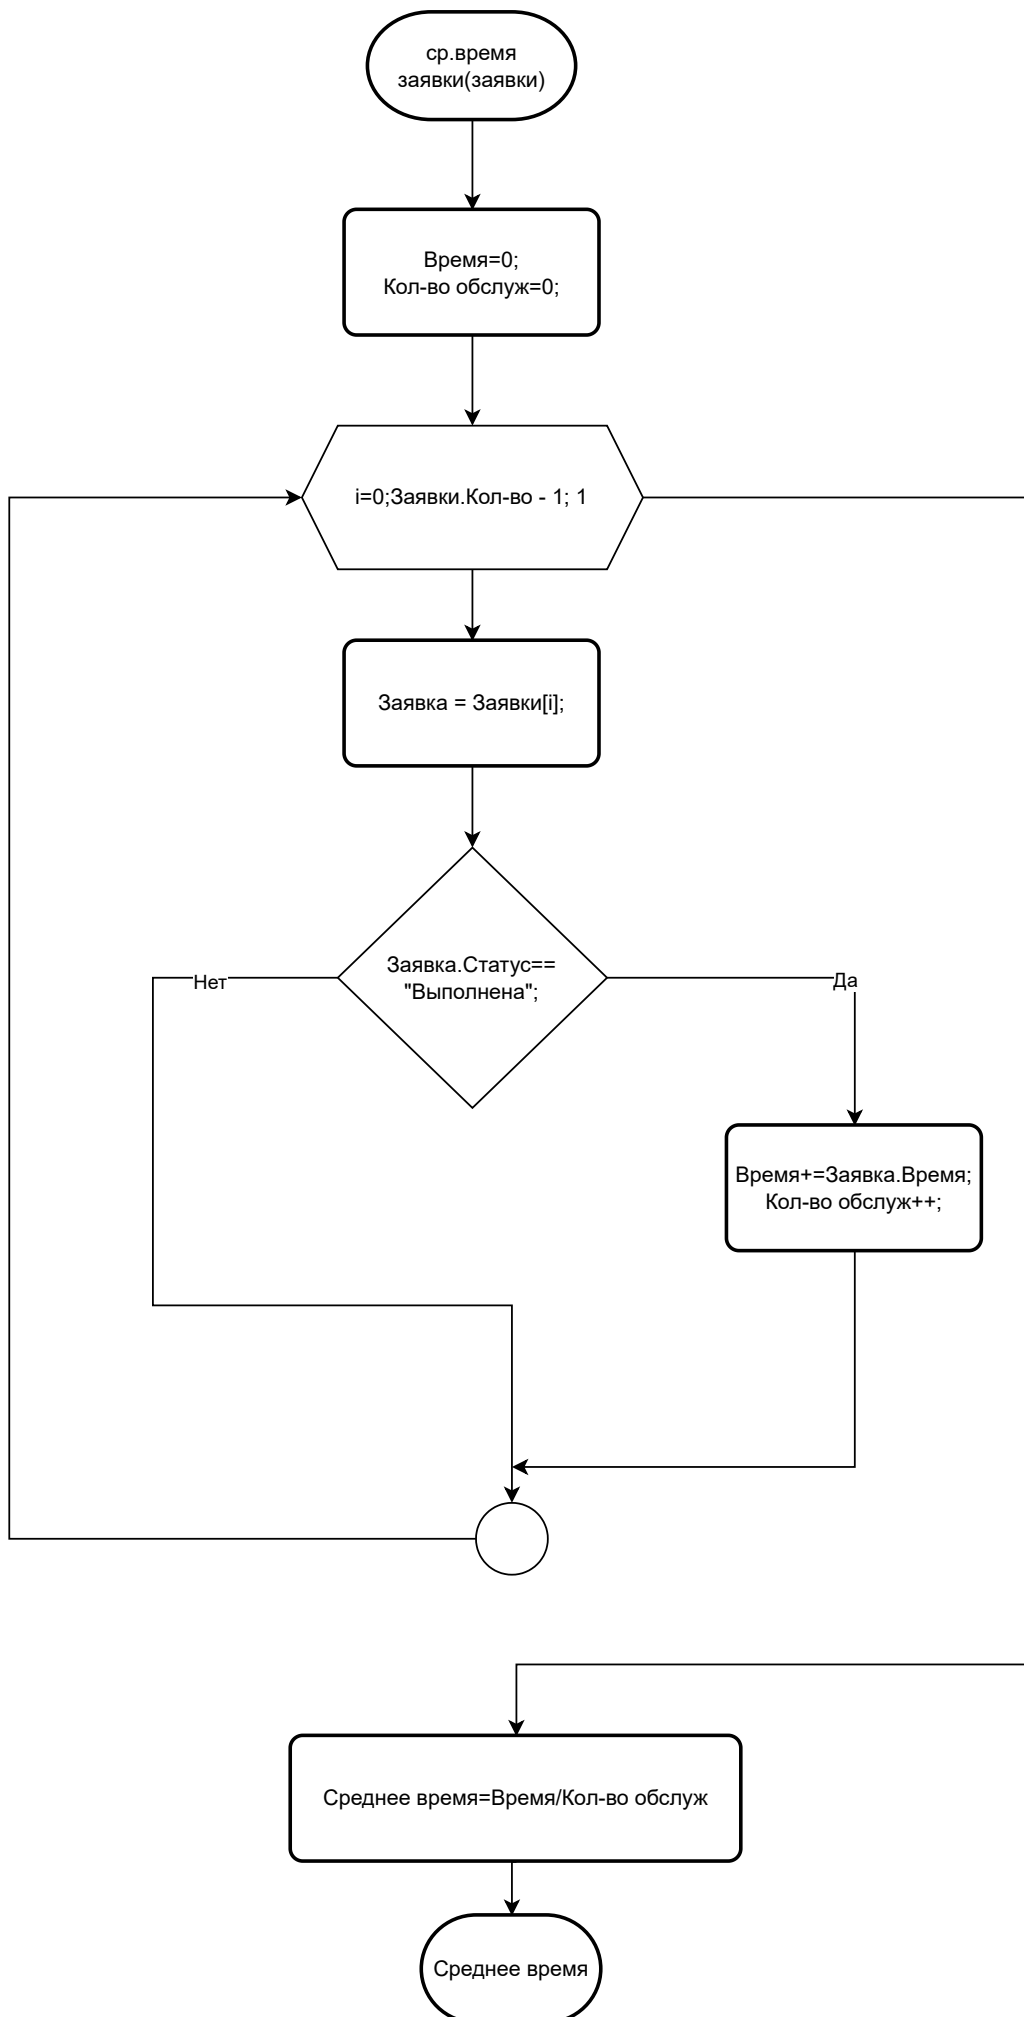 ср.время
заявки(заявки)
Время=0;
Кол-во обслуж=0;
i=0;Заявки.Кол-во - 1; 1
Заявка = Заявки[i];
Заявка.Статус==
"Выполнена";
Нет
Да
Время+=Заявка.Время;
Кол-во обслуж++;
Среднее время=Время/Кол-во обслуж
Среднее время